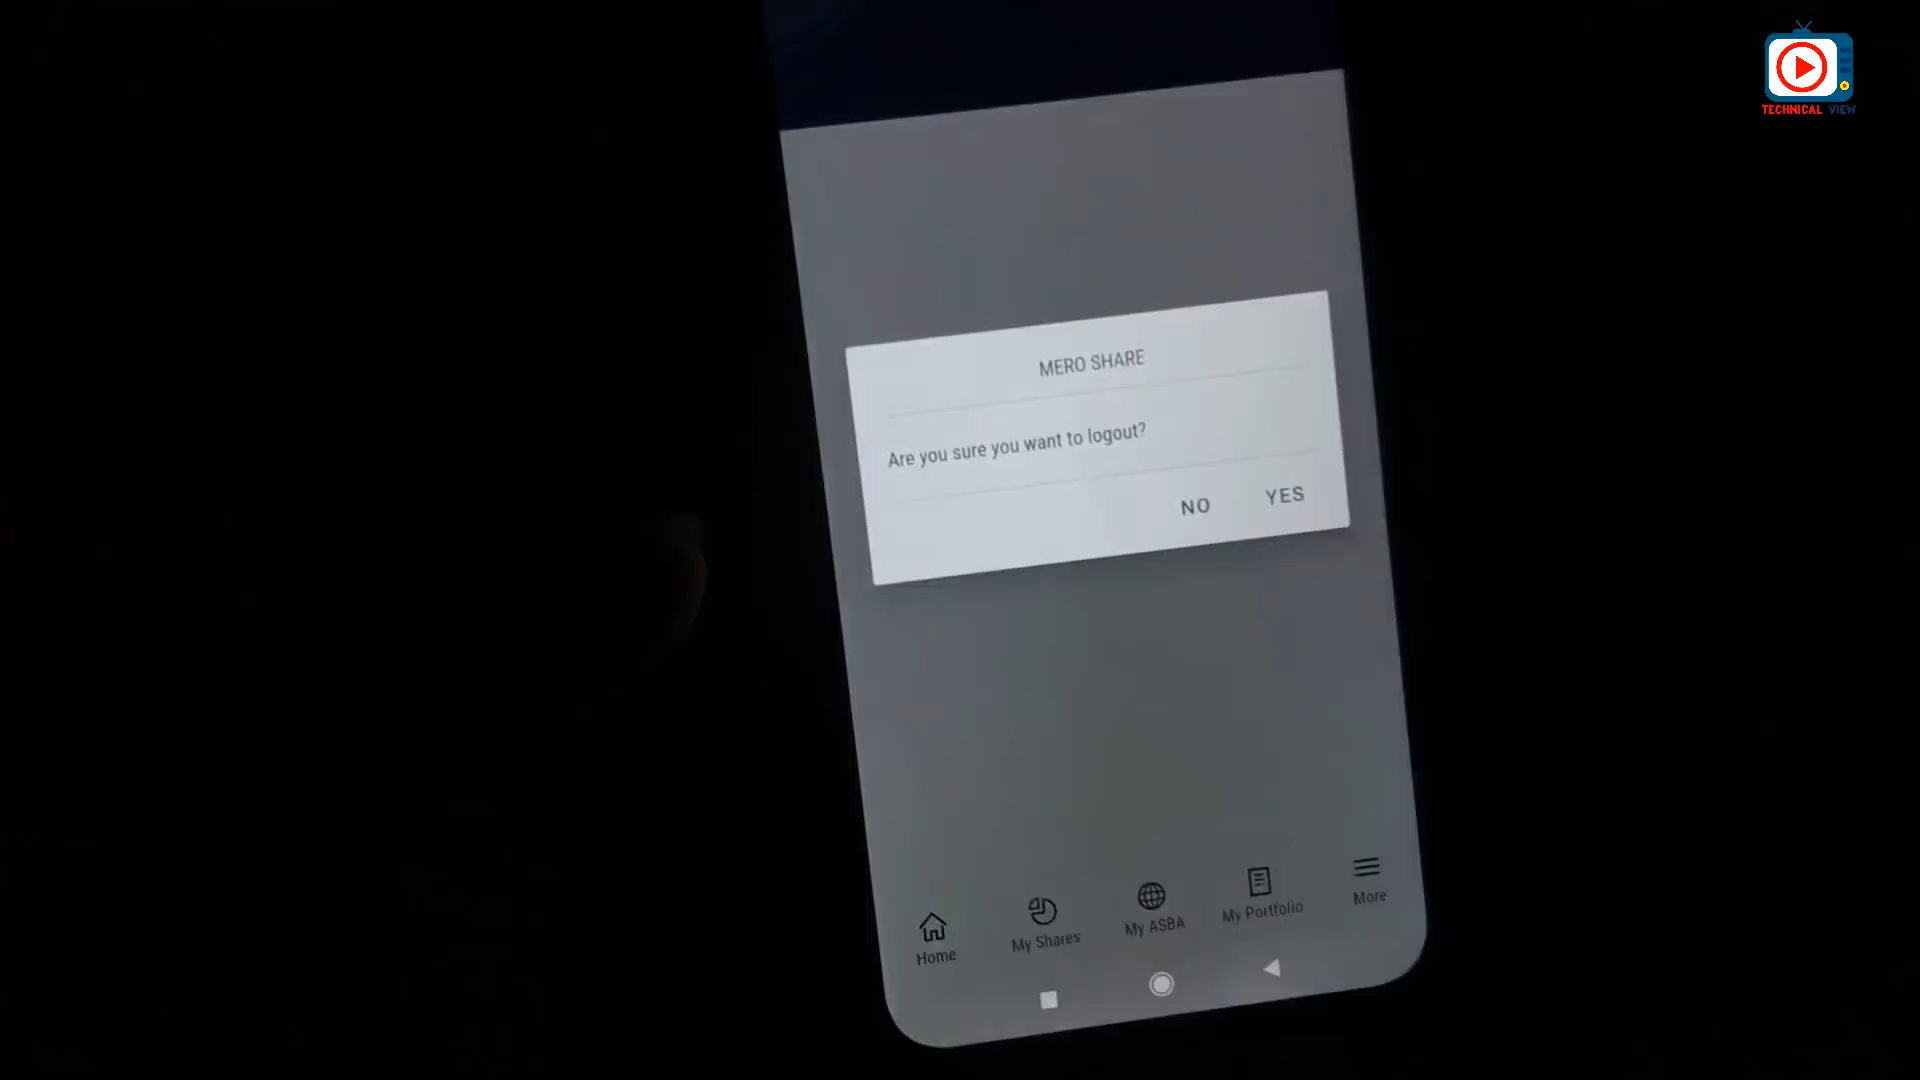 TECHNICAL VIEW
MERO SHARE
Are you sure you want to logout?
NO YES
Home My Shares My ASBA My Portfolio More